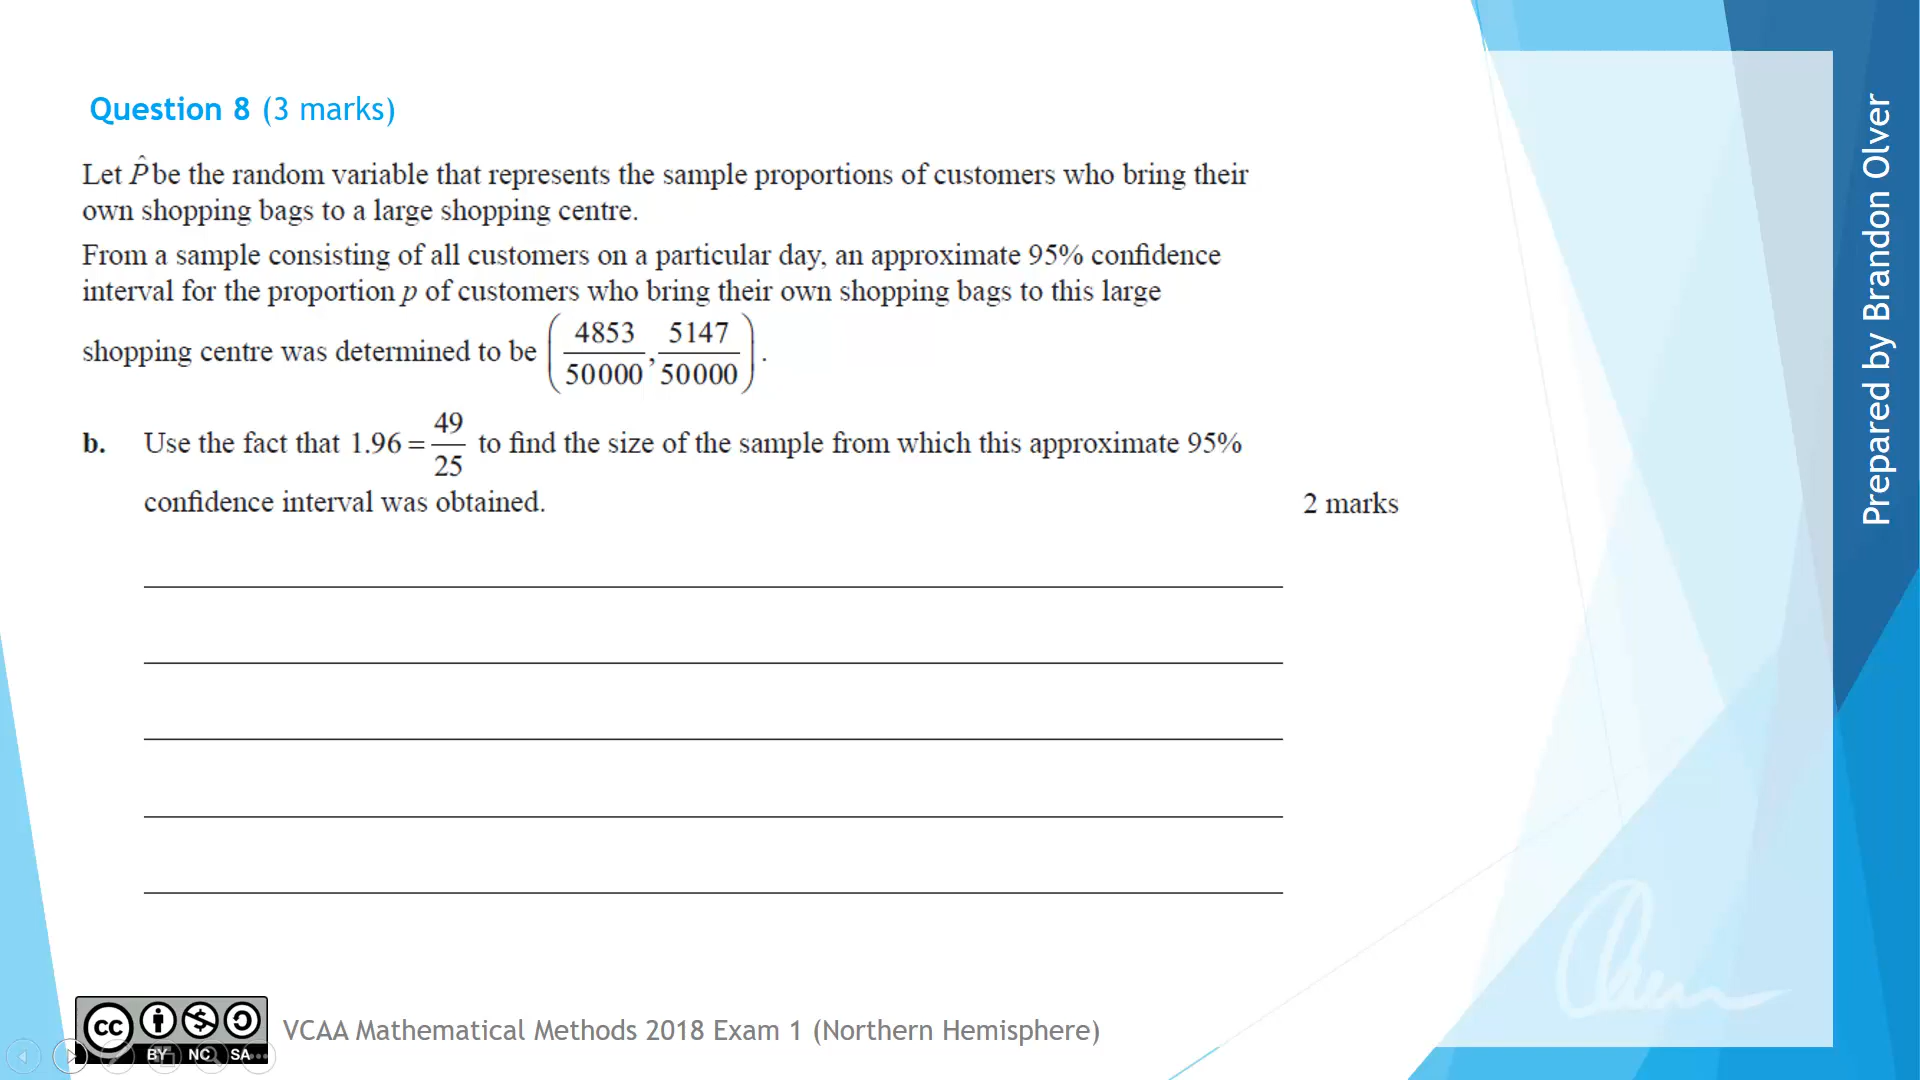 Question 8 (3 marks)
Let P̂ be the random variable that represents the sample proportions of customers who bring their
own shopping bags to a large shopping centre.
From a sample consisting of all customers on a particular day, an approximate 95% confidence
interval for the proportion p of customers who bring their own shopping bags to this large
shopping centre was determined to be (4853/50000, 5147/50000).
b. Use the fact that 1.96 = 49/25 to find the size of the sample from which this approximate 95%
confidence interval was obtained. 2 marks
Prepared by Brandon Olver
cc BY NC SA
VCAA Mathematical Methods 2018 Exam 1 (Northern Hemisphere)